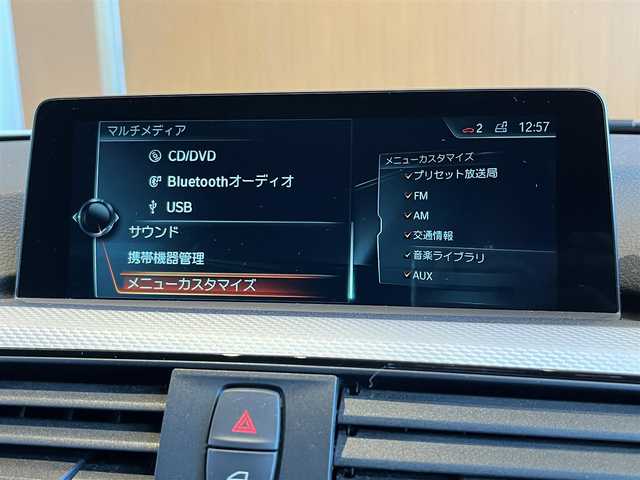 マルチメディア
2 12:57
CD/DVD
Bluetoothオーディオ
USB
サウンド
携帯機器管理
メニューカスタマイズ
メニューカスタマイズ
プリセット放送局
FM
AM
交通情報
音楽ライブラリ
AUX